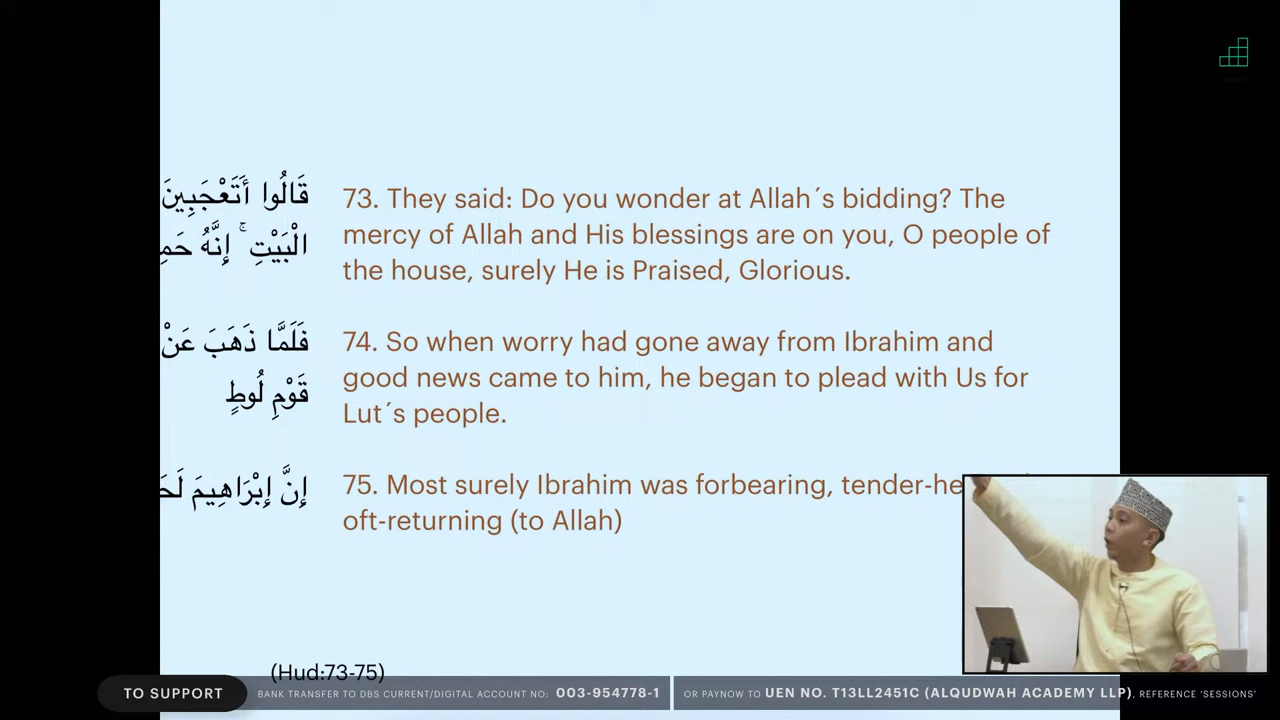 قَالُوا أَتَعْجَبِينَ
الْبَيْتِ ۚ إِنَّهُ
73. They said: Do you wonder at Allah´s bidding? The
mercy of Allah and His blessings are on you, O people of
the house, surely He is Praised, Glorious.
فَلَمَّا ذَهَبَ عَنْ
قَوْمِ لُوطٍ
74. So when worry had gone away from Ibrahim and
good news came to him, he began to plead with Us for
Lut´s people.
إِنَّ إِبْرَاهِيمَ
75. Most surely Ibrahim was forbearing,
oft-returning (to Allah)
(Hud:73-75)
TO SUPPORT
BANK TRANSFER TO DBS CURRENT/DIGITAL ACCOUNT NO: 003-954778-1
OR PAYNOW TO UEN NO. T13LL2451C (ALQUDWAH ACADEMY LLP), REFERENCE ‘SESSIONS’